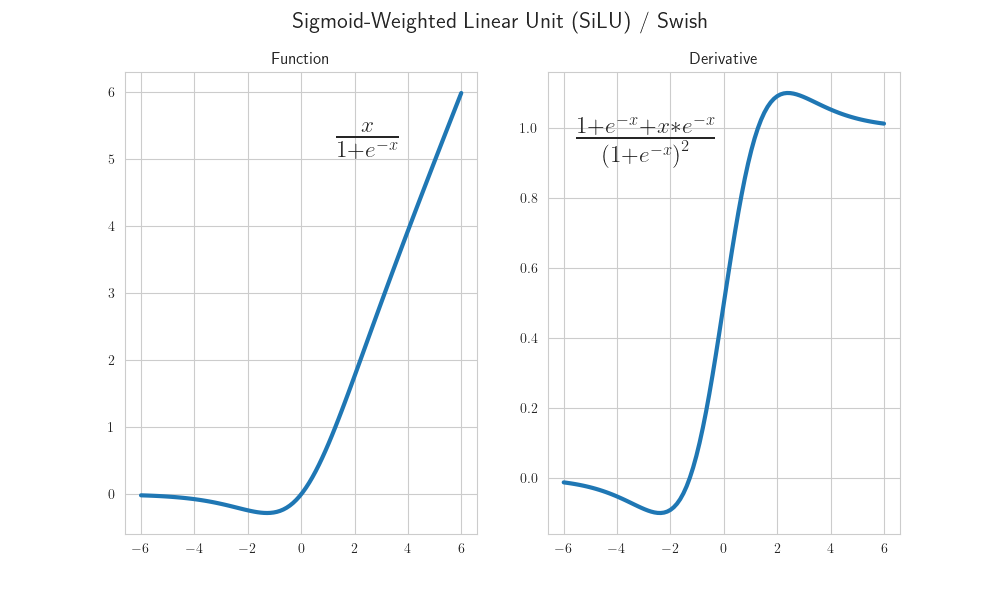 Sigmoid-Weighted Linear Unit (SiLU) / Swish
Function
6
5
4
3
2
1
0
−6 −4 −2 0 2 4 6
x
1+e^{−x}
Derivative
1.0
0.8
0.6
0.4
0.2
0.0
−6 −4 −2 0 2 4 6
1+e^{−x}+x*e^{−x}
(1+e^{−x})^2